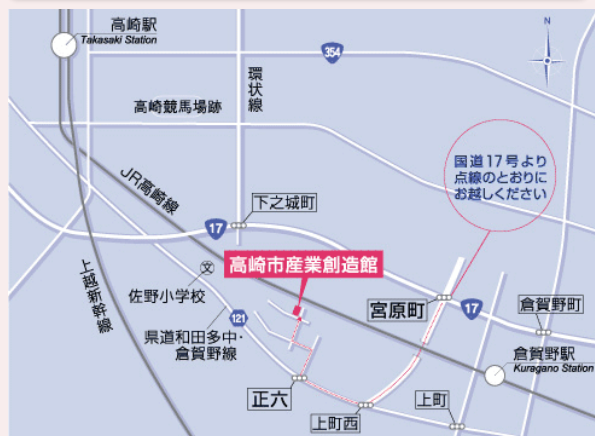 高崎駅
Takasaki Station
N
354
環状線
高崎競馬場跡
国道17号より
点線のとおりに
お越しください
JR高崎線
下之城町
17
高崎市産業創造館
文
佐野小学校
宮原町
17
倉賀野町
上越新幹線
121
県道和田多中・
倉賀野線
倉賀野駅
Kuragano Station
正六
上町西
上町